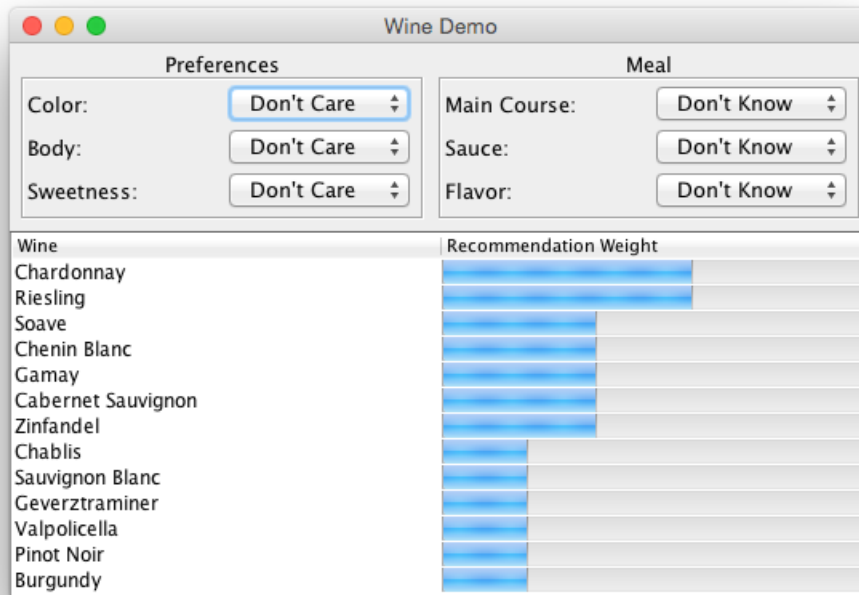 Wine Demo
Preferences
Color: Don't Care
Body: Don't Care
Sweetness: Don't Care
Meal
Main Course: Don't Know
Sauce: Don't Know
Flavor: Don't Know
Wine Recommendation Weight
Chardonnay
Riesling
Soave
Chenin Blanc
Gamay
Cabernet Sauvignon
Zinfandel
Chablis
Sauvignon Blanc
Geverztraminer
Valpolicella
Pinot Noir
Burgundy